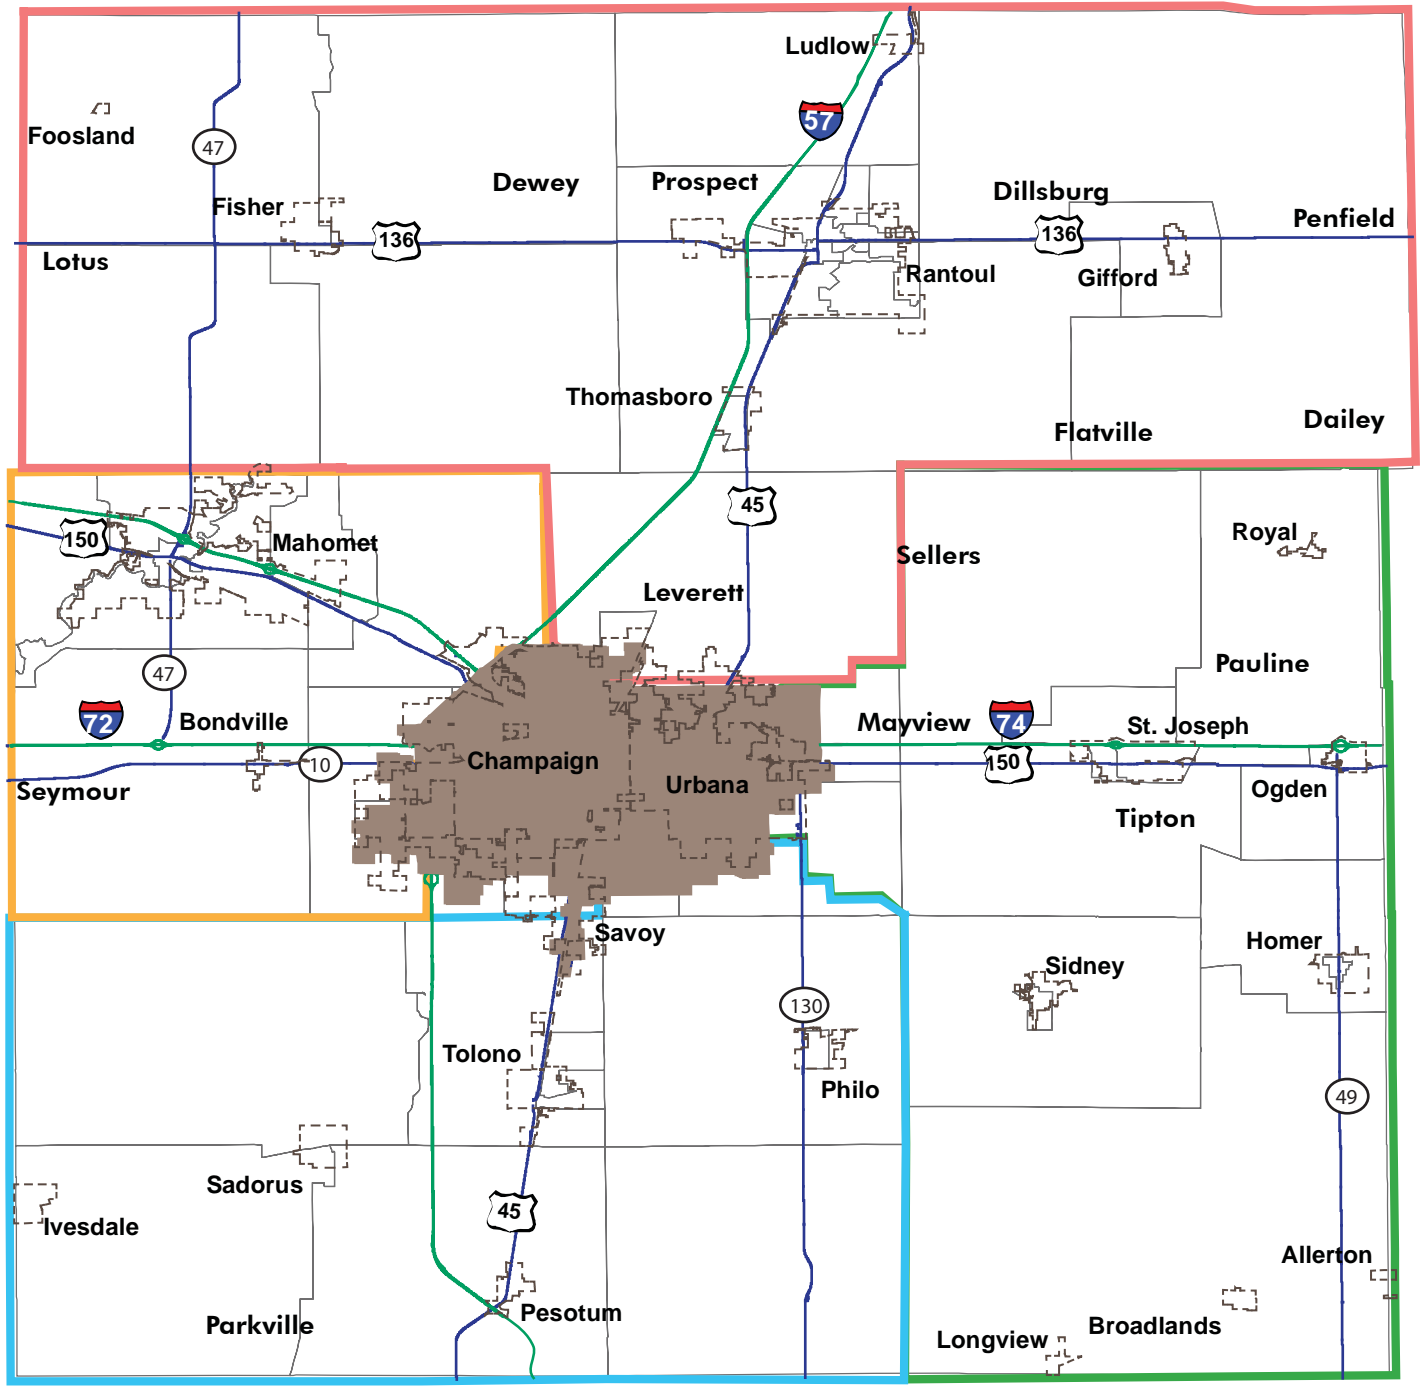 Ludlow
57
Foosland
47
Dewey
Prospect
Dillsburg
Fisher
136
136
Penfield
Lotus
Rantoul
Gifford
Thomasboro
Dailey
Flatville
45
150
Mahomet
Royal
Sellers
Leverett
47
Pauline
74
72
Bondville
Mayview
74
St. Joseph
Champaign
10
150
Urbana
Seymour
Ogden
Tipton
Savoy
Homer
Sidney
130
Tolono
Philo
49
Sadorus
45
Ivesdale
Allerton
Pesotum
Parkville
Broadlands
Longview